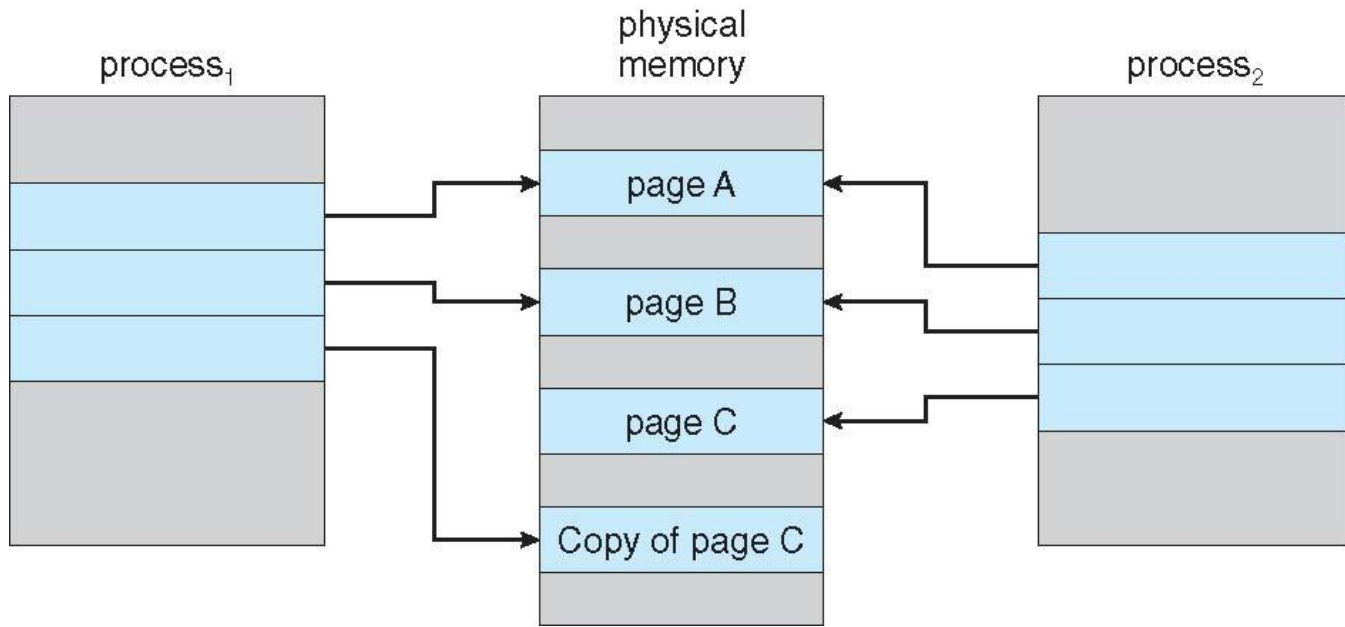 process₁
physical
memory
process₂
page A
page B
page C
Copy of page C